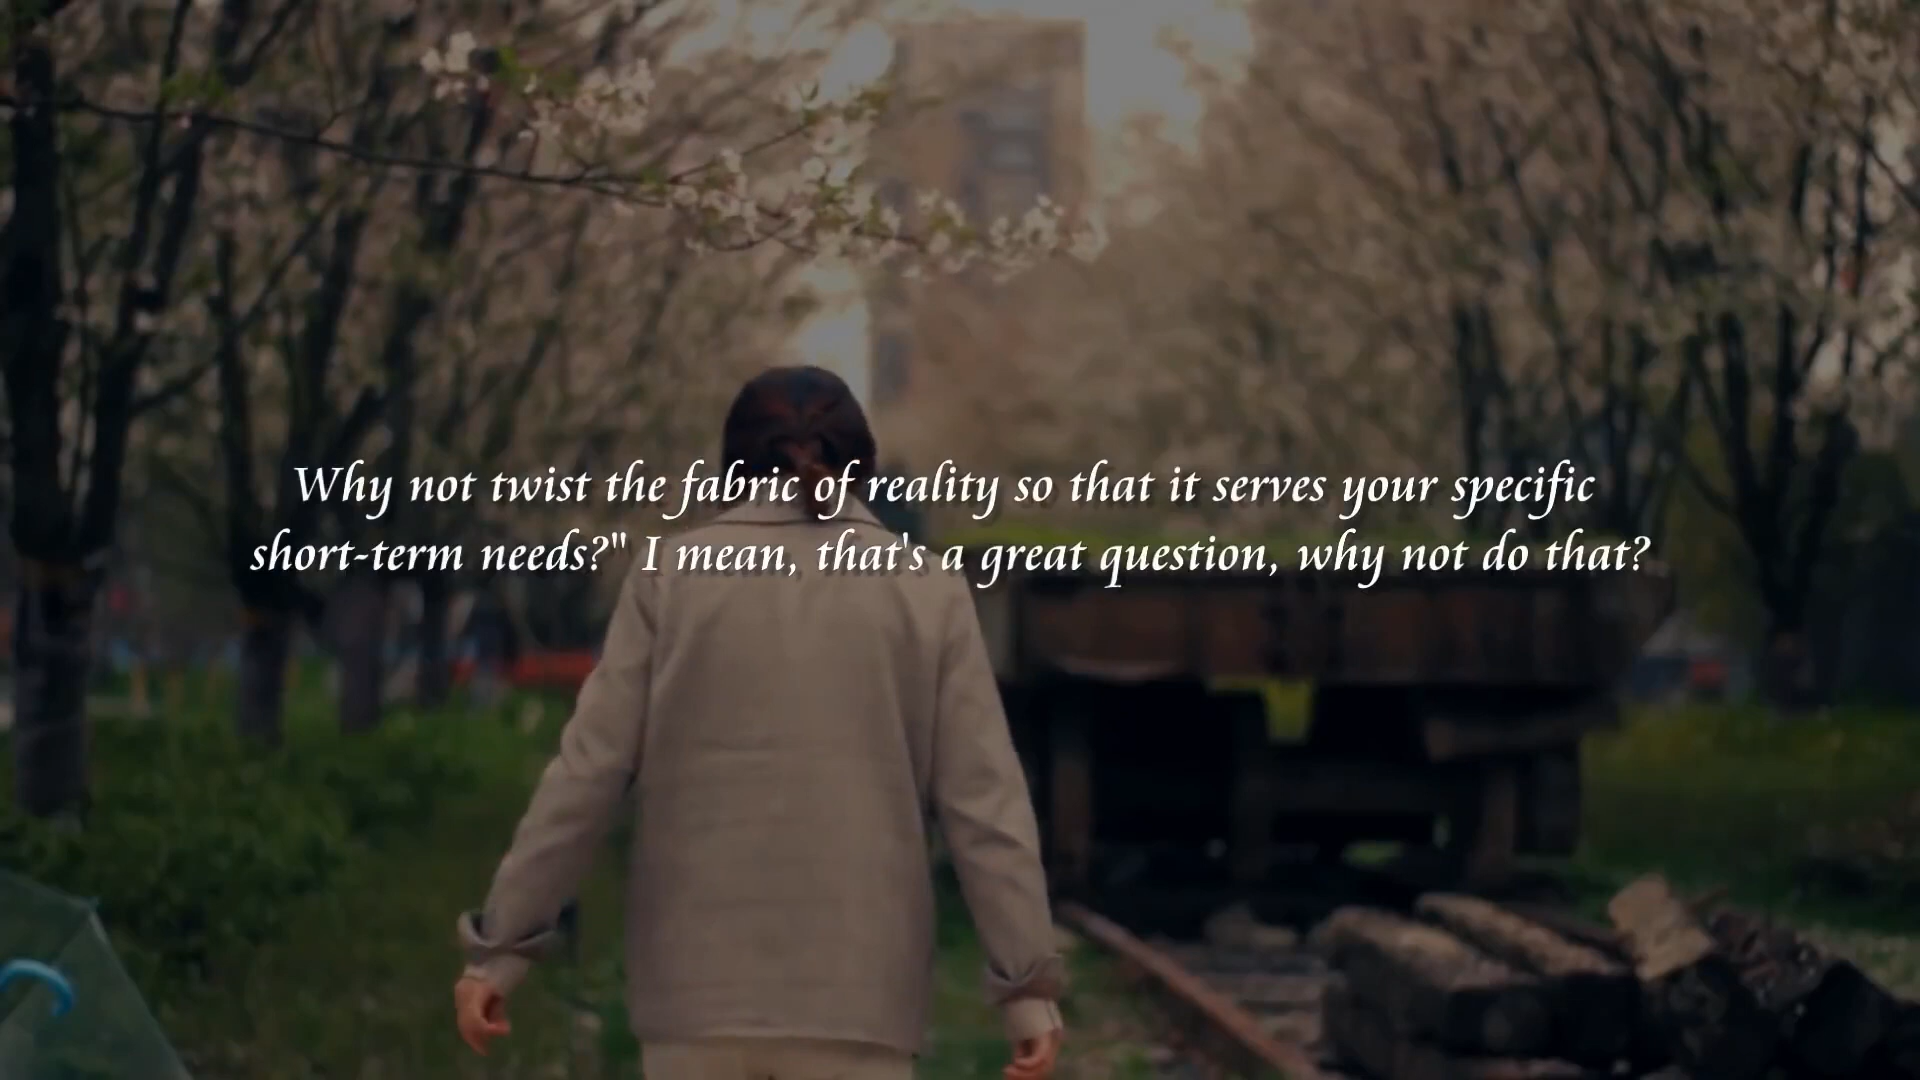 Why not twist the fabric of reality so that it serves your specific
short-term needs?" I mean, that's a great question, why not do that?